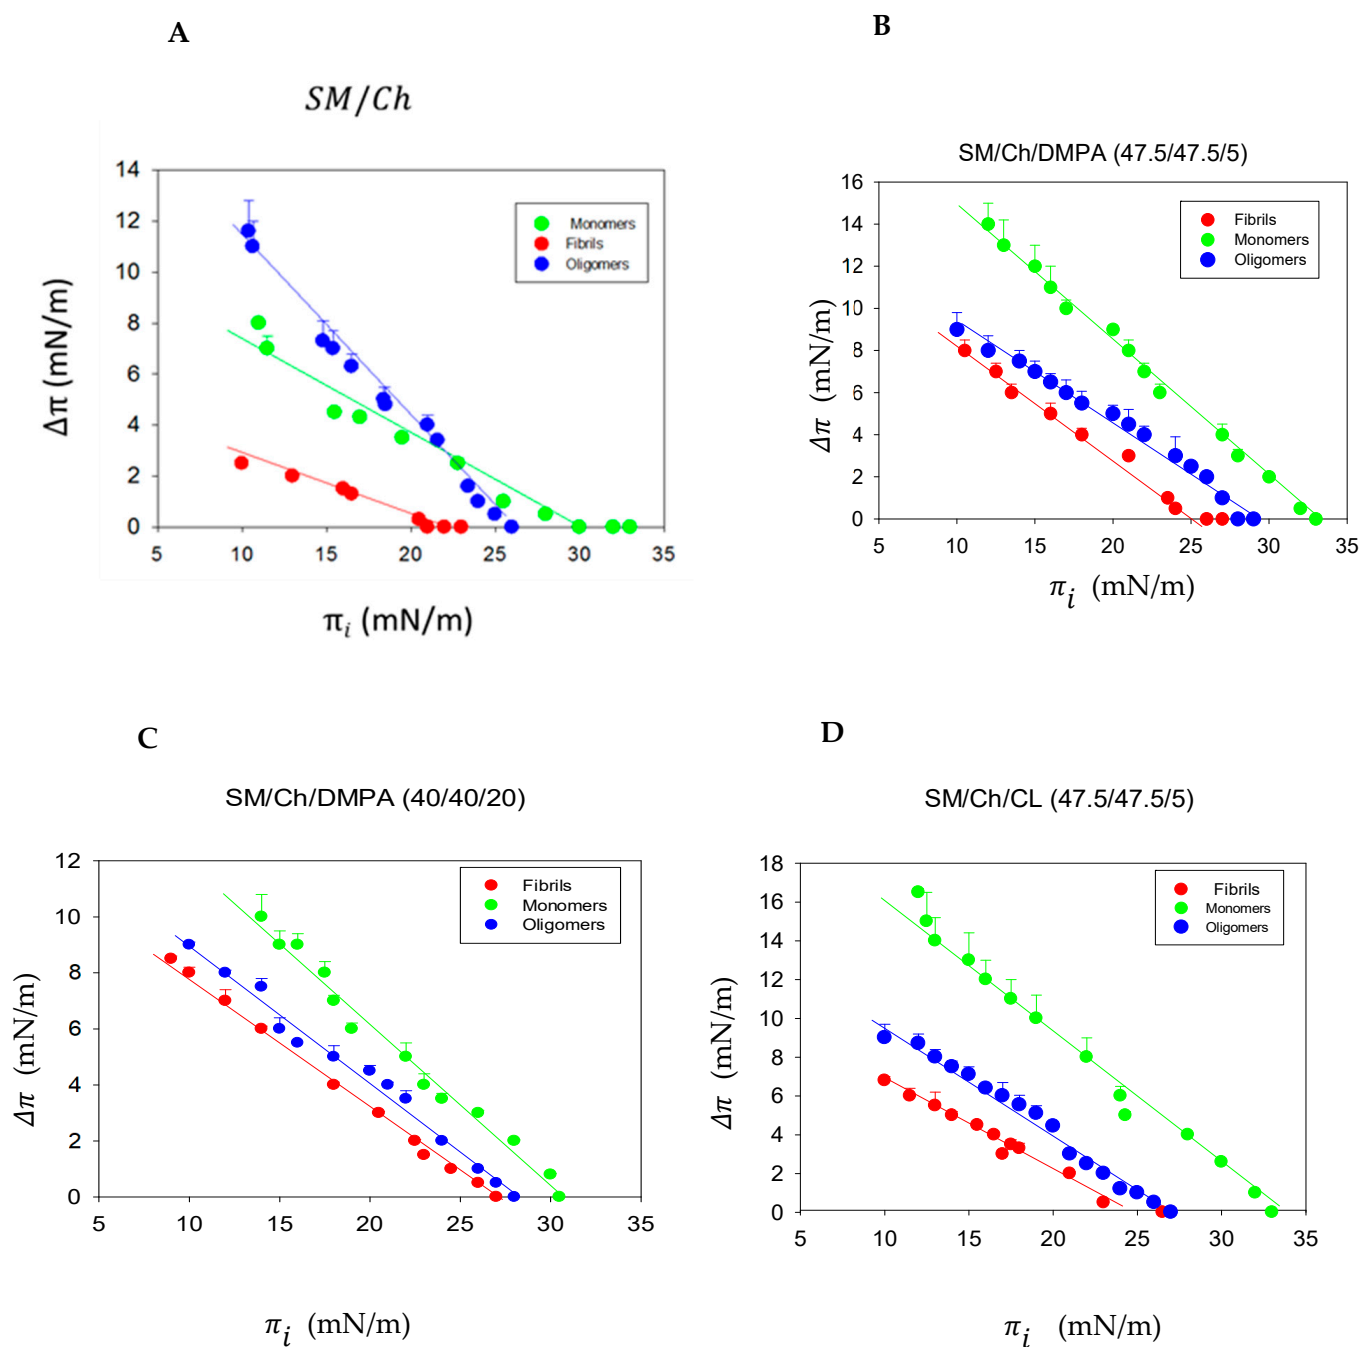 A
SM/Ch
14
12
10
8
6
4
2
0
5
10
15
20
25
30
35
Monomers
Fibrils
Oligomers
Δπ (mN/m)
πi (mN/m)
B
SM/Ch/DMPA (47.5/47.5/5)
16
14
12
10
8
6
4
2
0
5
10
15
20
25
30
35
Fibrils
Monomers
Oligomers
Δπ (mN/m)
πi (mN/m)
C
SM/Ch/DMPA (40/40/20)
12
10
8
6
4
2
0
5
10
15
20
25
30
35
Fibrils
Monomers
Oligomers
Δπ (mN/m)
πi (mN/m)
D
SM/Ch/CL (47.5/47.5/5)
18
16
14
12
10
8
6
4
2
0
5
10
15
20
25
30
35
Fibrils
Monomers
Oligomers
Δπ (mN/m)
πi (mN/m)